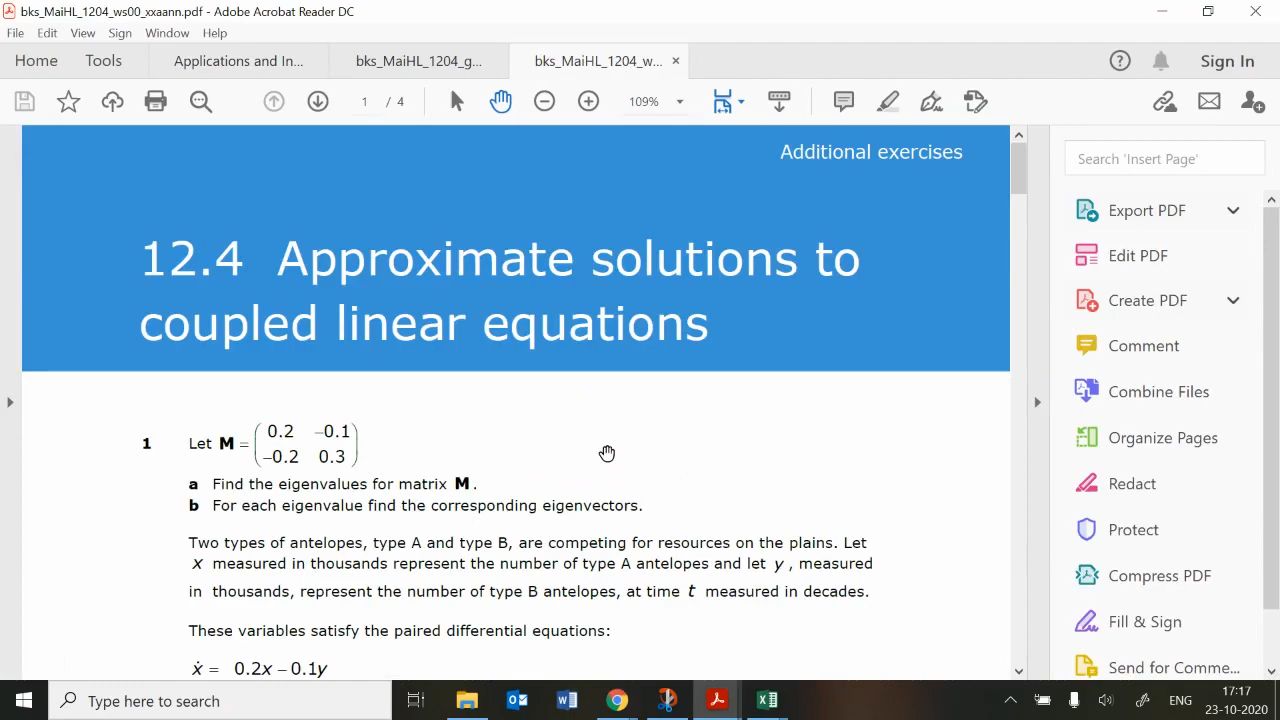 bks_MaiHL_1204_ws00_xxaann.pdf - Adobe Acrobat Reader DC
File Edit View Sign Window Help
Home Tools Applications and In... bks_MaiHL_1204_g... bks_MaiHL_1204_w... × Sign In
1 / 4 109%
Additional exercises
12.4 Approximate solutions to
coupled linear equations
1 Let M = (0.2 −0.1
−0.2 0.3)
a Find the eigenvalues for matrix M.
b For each eigenvalue find the corresponding eigenvectors.
Two types of antelopes, type A and type B, are competing for resources on the plains. Let
x measured in thousands represent the number of type A antelopes and let y, measured
in thousands, represent the number of type B antelopes, at time t measured in decades.
These variables satisfy the paired differential equations:
ẋ = 0.2x − 0.1y
Search 'Insert Page'
Export PDF
Edit PDF
Create PDF
Comment
Combine Files
Organize Pages
Redact
Protect
Compress PDF
Fill & Sign
Send for Comme...
Type here to search
ENG
17:17
23-10-2020